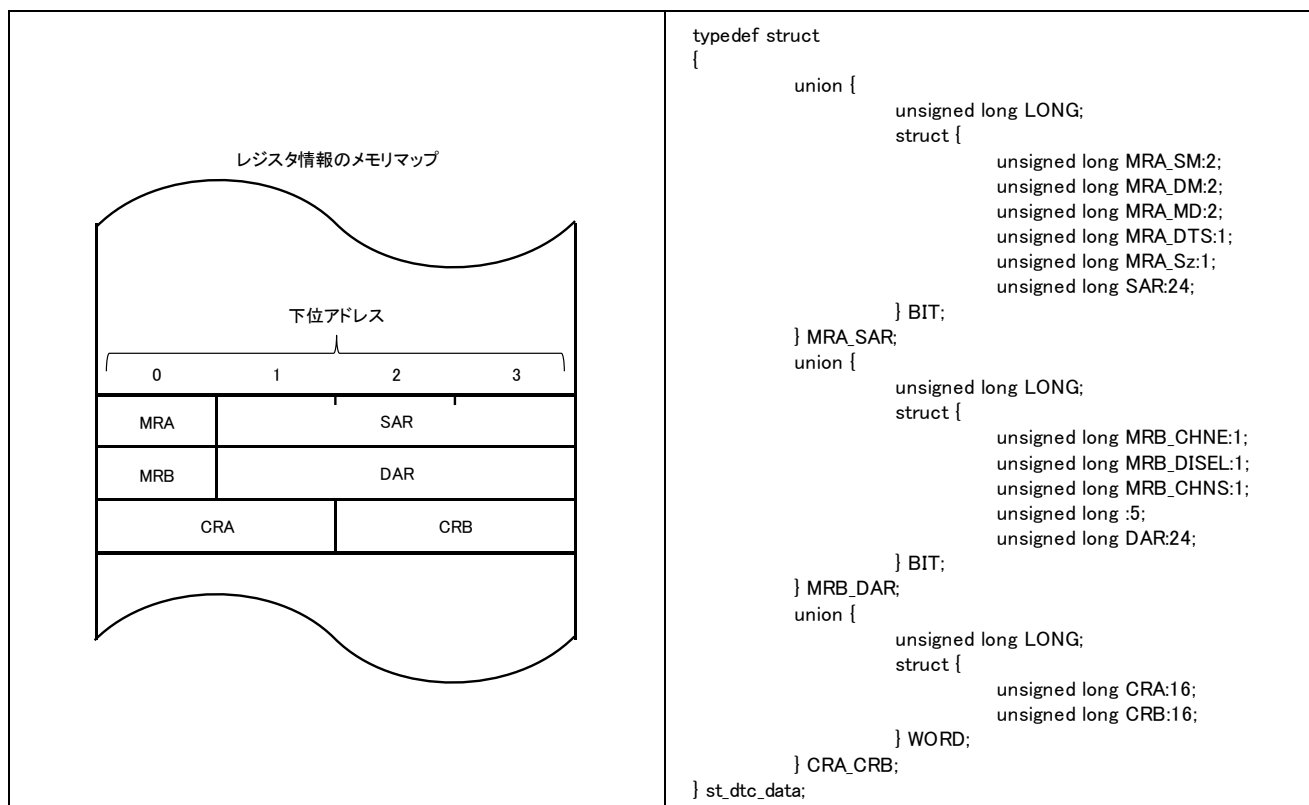 レジスタ情報のメモリマップ
下位アドレス
0 1 2 3
MRA SAR
MRB DAR
CRA CRB
typedef struct
{
union {
unsigned long LONG;
struct {
unsigned long MRA_SM:2;
unsigned long MRA_DM:2;
unsigned long MRA_MD:2;
unsigned long MRA_DTS:1;
unsigned long MRA_Sz:1;
unsigned long SAR:24;
} BIT;
} MRA_SAR;
union {
unsigned long LONG;
struct {
unsigned long MRB_CHNE:1;
unsigned long MRB_DISEL:1;
unsigned long MRB_CHNS:1;
unsigned long :5;
unsigned long DAR:24;
} BIT;
} MRB_DAR;
union {
unsigned long LONG;
struct {
unsigned long CRA:16;
unsigned long CRB:16;
} WORD;
} CRA_CRB;
} st_dtc_data;